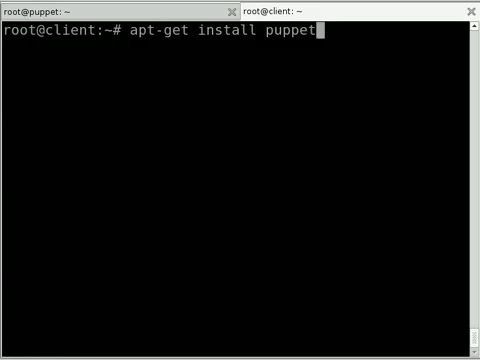 root@puppet: ~
root@client: ~
root@client:~# apt-get install puppet